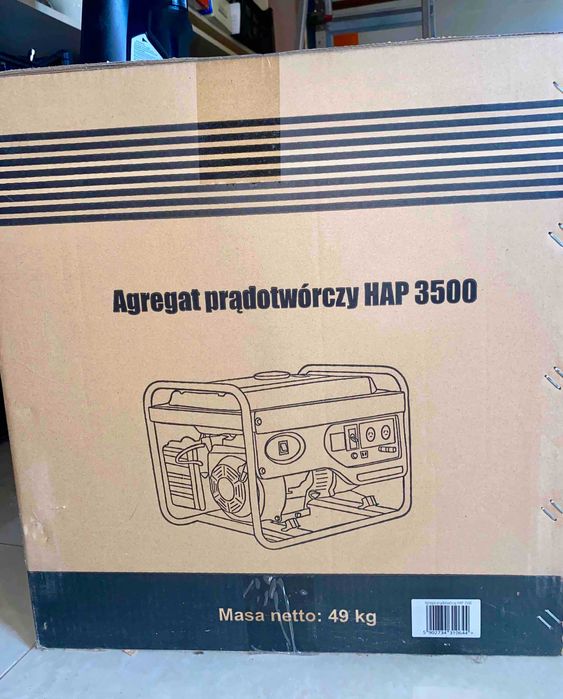 Agregat prądotwórczy HAP 3500
Masa netto: 49 kg